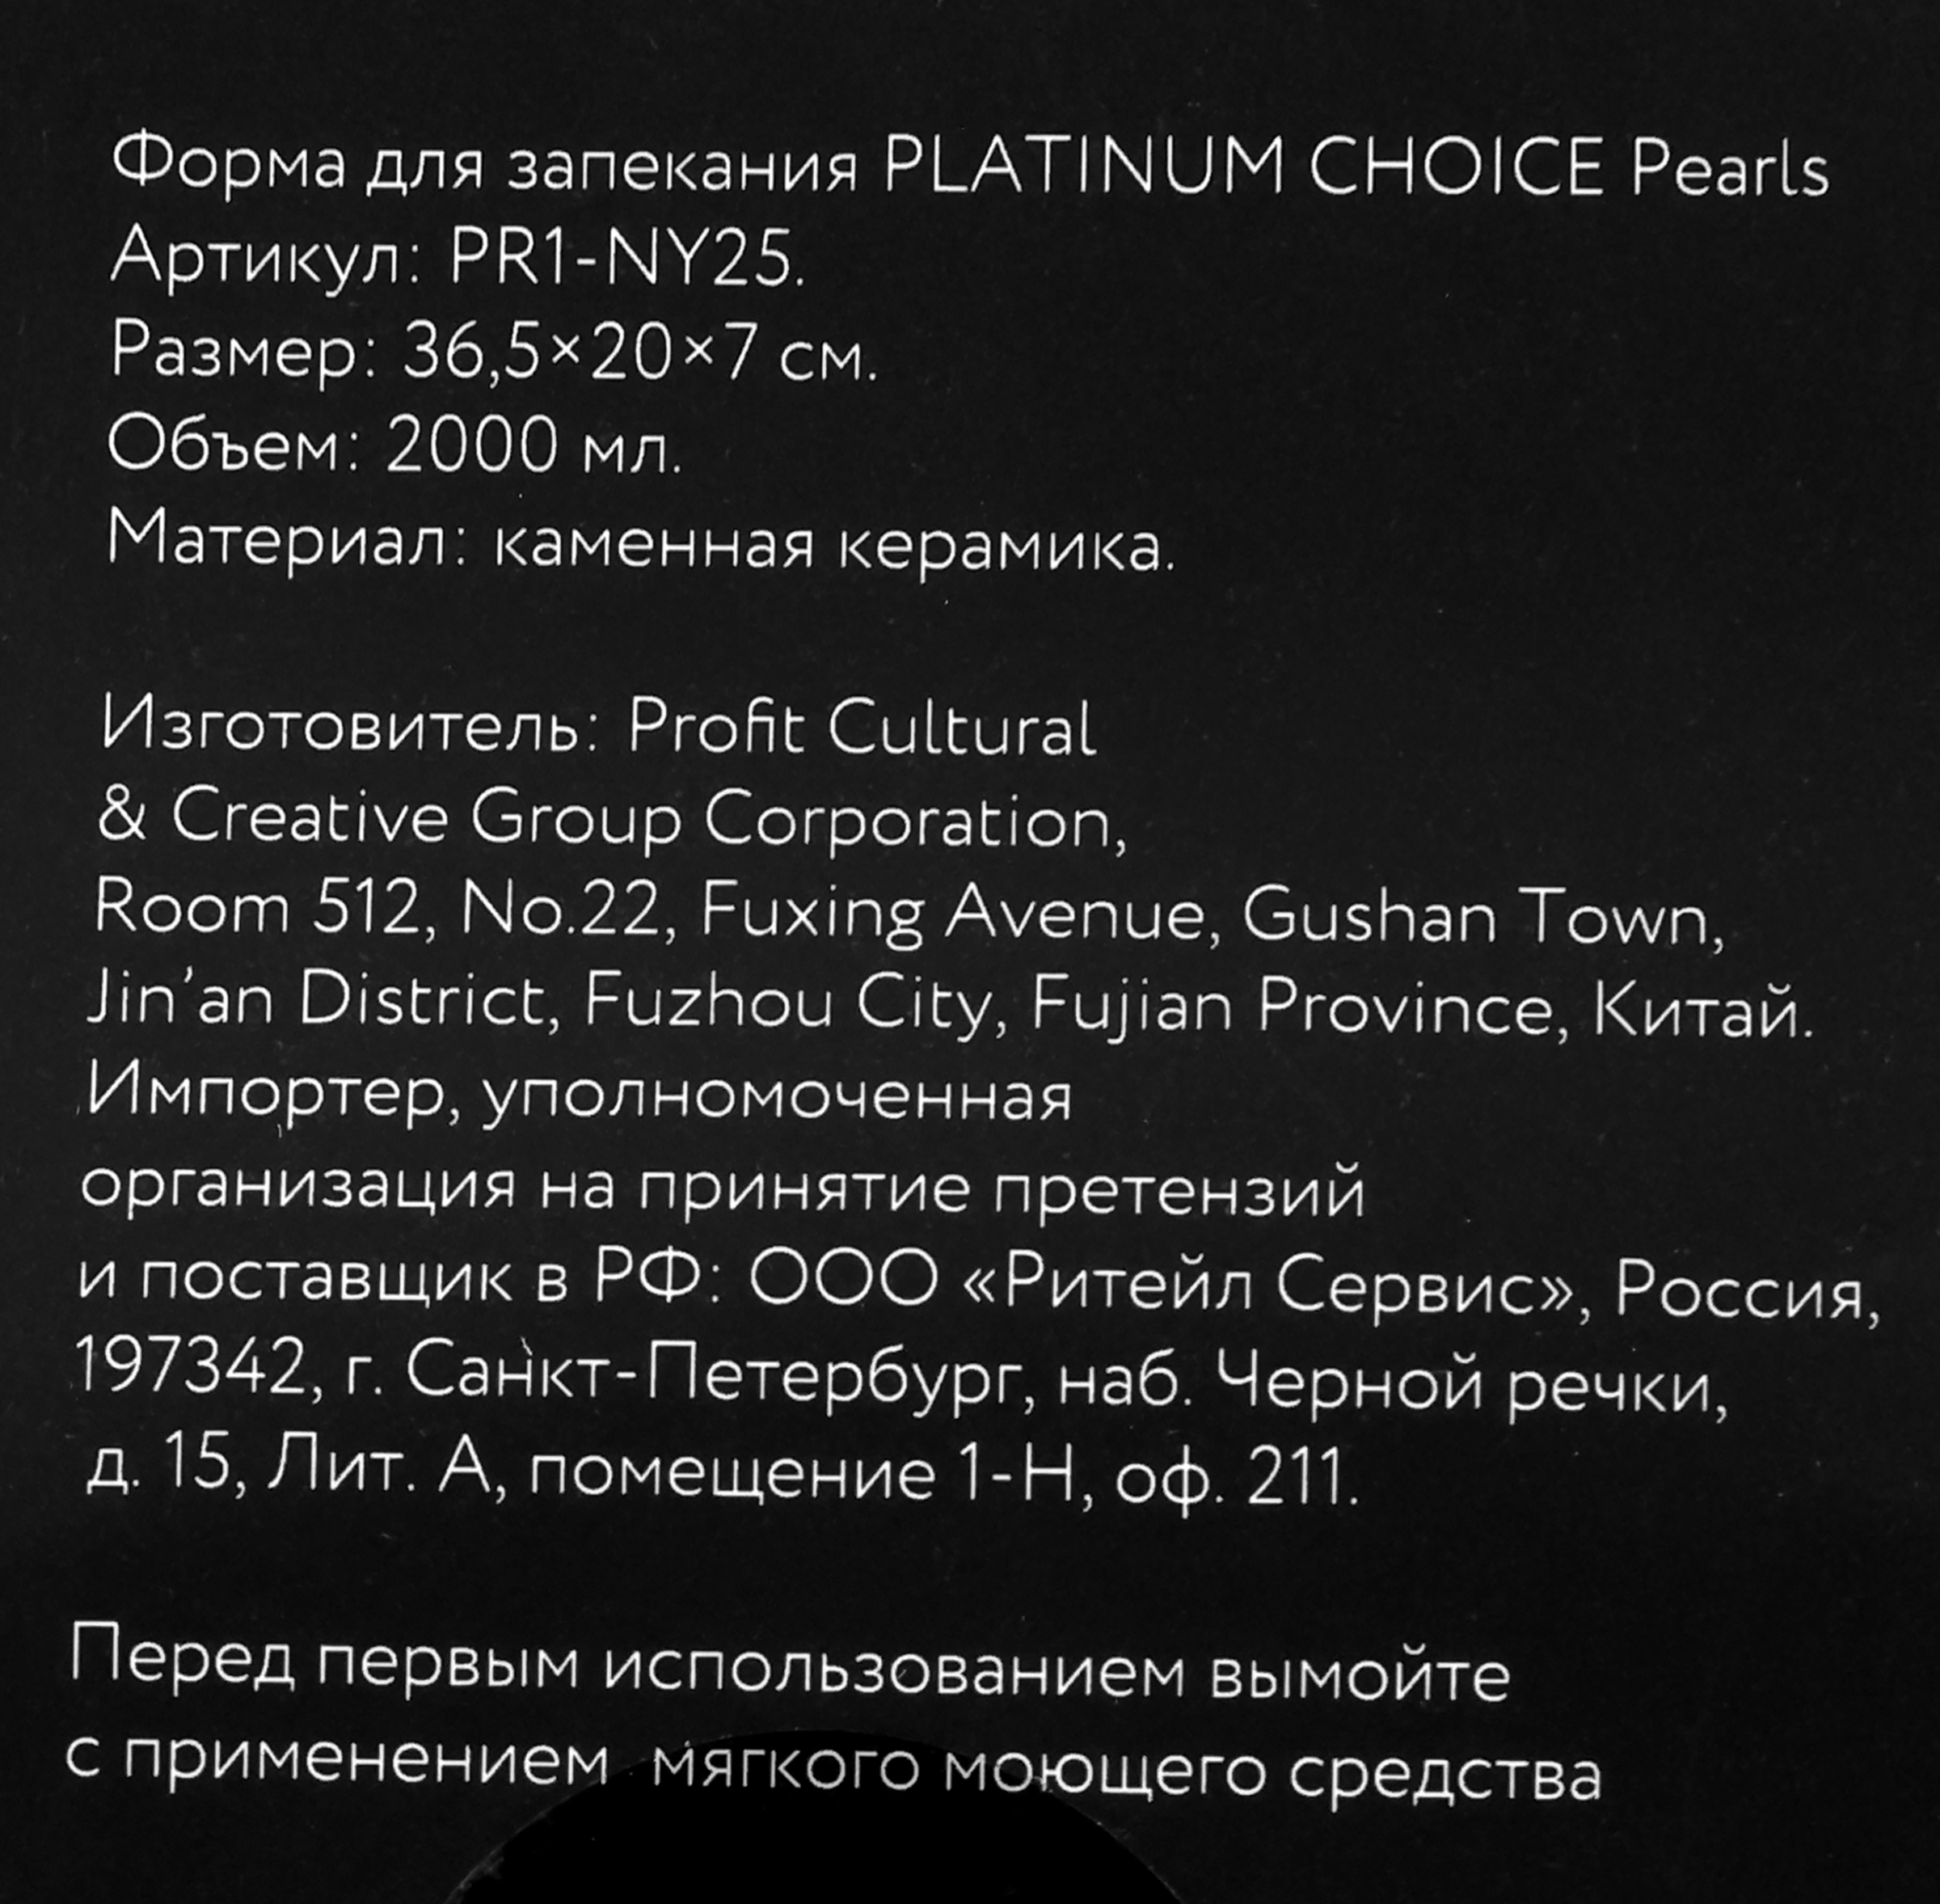 Форма для запекания PLATINUM CHOICE Pearls
Артикул: PR1-NY25.
Размер: 36,5×20×7 см.
Объем: 2000 мл.
Материал: каменная керамика.
Изготовитель: Profit Cultural
& Creative Group Corporation,
Room 512, No.22, Fuxing Avenue, Gushan Town,
Jin’an District, Fuzhou City, Fujian Province, Китай.
Импортер, уполномоченная
организация на принятие претензий
и поставщик в РФ: ООО «Ритейл Сервис», Россия,
197342, г. Санкт-Петербург, наб. Черной речки,
д. 15, Лит. А, помещение 1-Н, оф. 211.
Перед первым использованием вымойте
с применением мягкого моющего средства